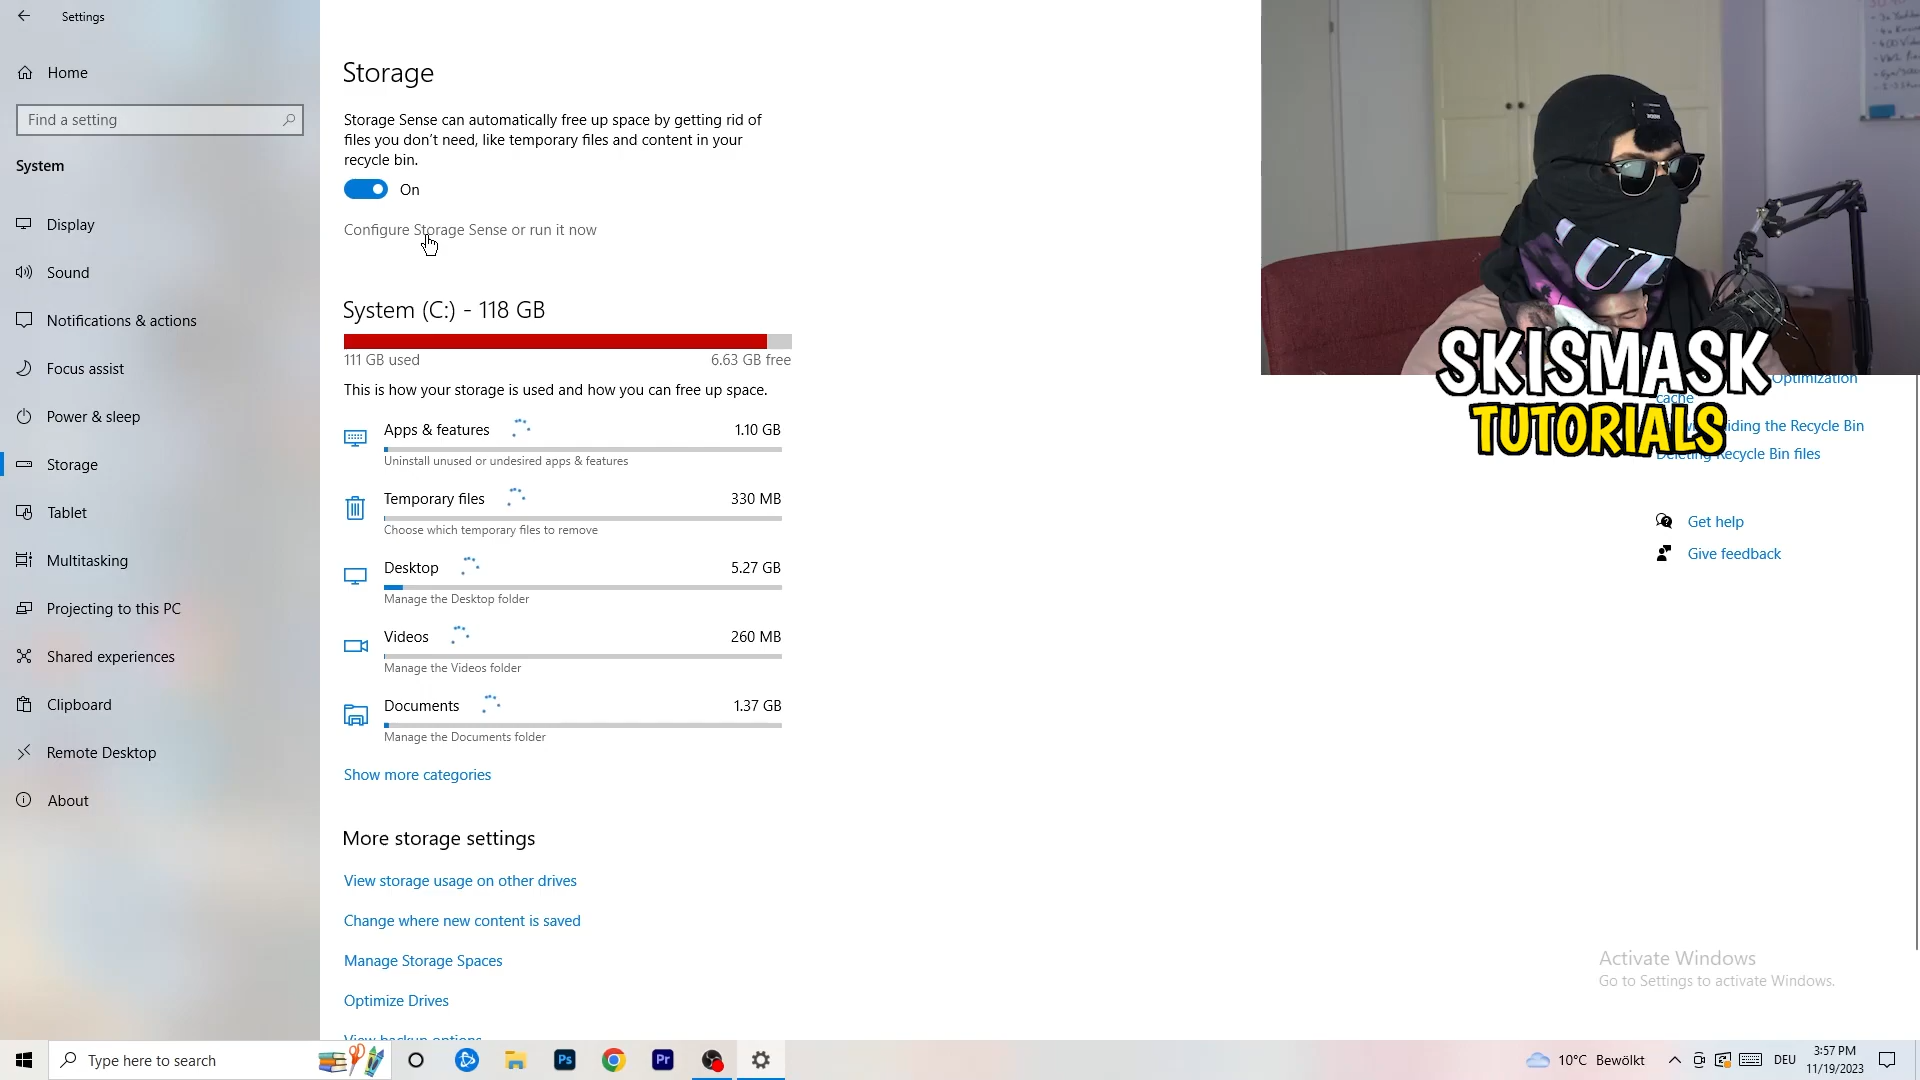 Settings
Home
Find a setting
System
Display
Sound
Notifications & actions
Focus assist
Power & sleep
Storage
Tablet
Multitasking
Projecting to this PC
Shared experiences
Clipboard
Remote Desktop
About
Storage
Storage Sense can automatically free up space by getting rid of
files you don't need, like temporary files and content in your
recycle bin.
On
Configure Storage Sense or run it now
System (C:) - 118 GB
111 GB used
6.63 GB free
This is how your storage is used and how you can free up space.
Apps & features
1.10 GB
Uninstall unused or undesired apps & features
Temporary files
330 MB
Choose which temporary files to remove
Desktop
5.27 GB
Manage the Desktop folder
Videos
260 MB
Manage the Videos folder
Documents
1.37 GB
Manage the Documents folder
Show more categories
More storage settings
View storage usage on other drives
Change where new content is saved
Manage Storage Spaces
Optimize Drives
View backup options
SKISMASK
TUTORIALS
Optimization
cache
the Recycle Bin
Recycle Bin files
Get help
Give feedback
Activate Windows
Go to Settings to activate Windows.
Type here to search
Ps
Pr
10°C Bewölkt
DEU
3:57 PM
11/19/2023